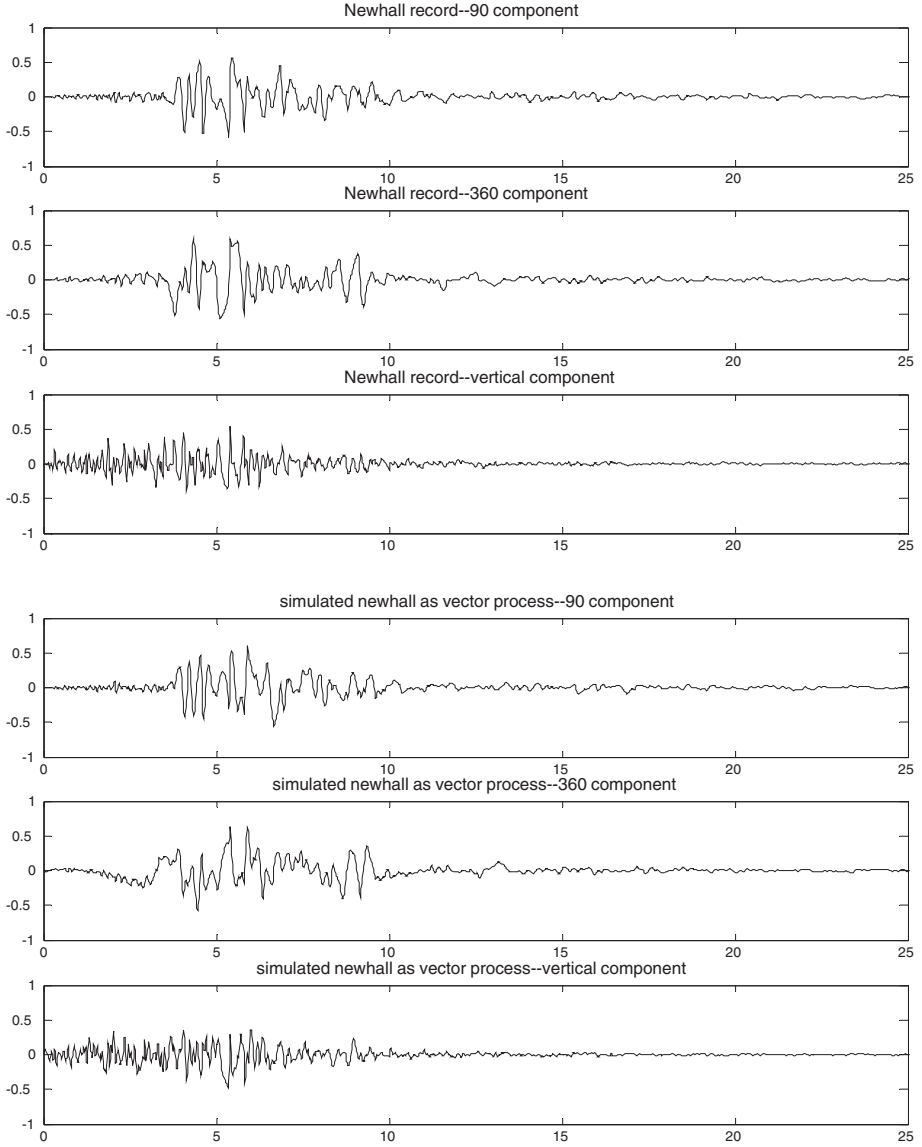 Newhall record--90 component
1
0.5
0
-0.5
-1
0 5 10 15 20 25
Newhall record--360 component
1
0.5
0
-0.5
-1
0 5 10 15 20 25
Newhall record--vertical component
1
0.5
0
-0.5
-1
0 5 10 15 20 25
simulated newhall as vector process--90 component
1
0.5
0
-0.5
-1
0 5 10 15 20 25
simulated newhall as vector process--360 component
1
0.5
0
-0.5
-1
0 5 10 15 20 25
simulated newhall as vector process--vertical component
1
0.5
0
-0.5
-1
0 5 10 15 20 25